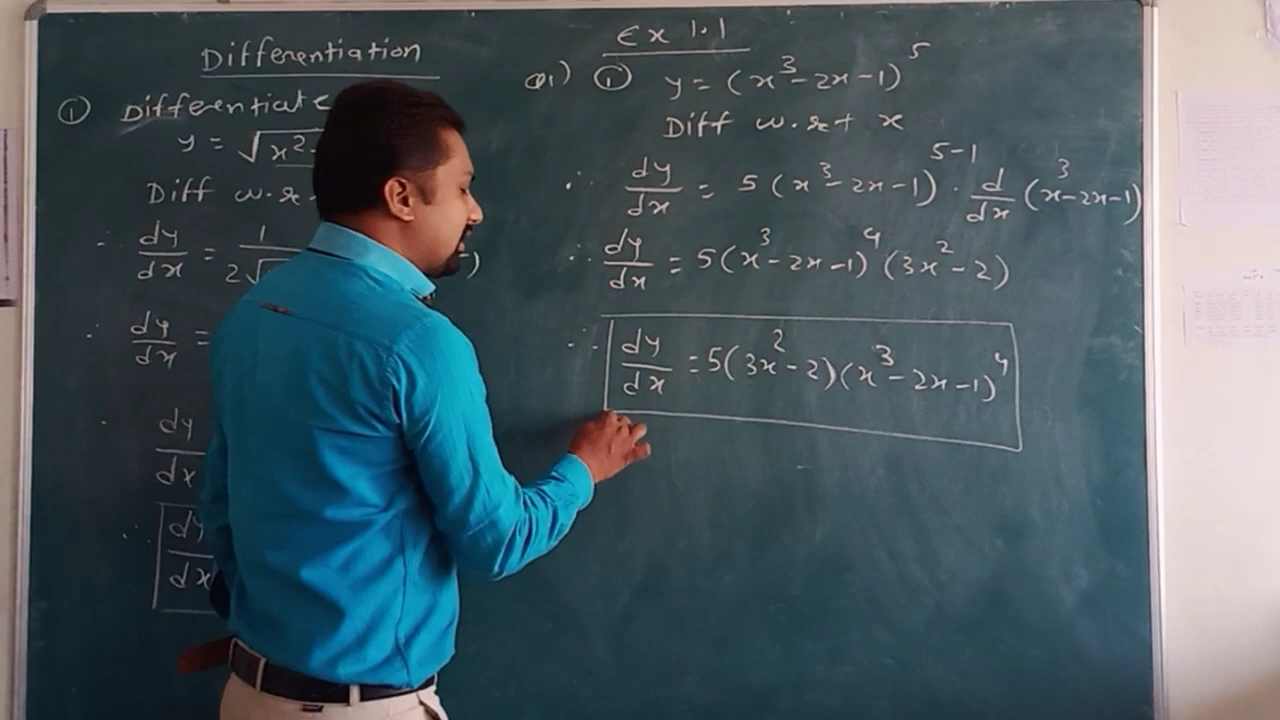 Differentiation
① Differentiate
y = √x²-
Diff w.r.
∴ dy/dx = 1/2√ )
∴ dy/dx =
dy/dx
∴ dy/dx
Ex 1.1
Q1) ① y = (x³-2x-1)⁵
Diff w.r.t x
∴ dy/dx = 5(x³-2x-1)⁵⁻¹ · d/dx (x³-2x-1)
∴ dy/dx = 5(x³-2x-1)⁴ (3x²-2)
∴ dy/dx = 5(3x²-2)(x³-2x-1)⁴